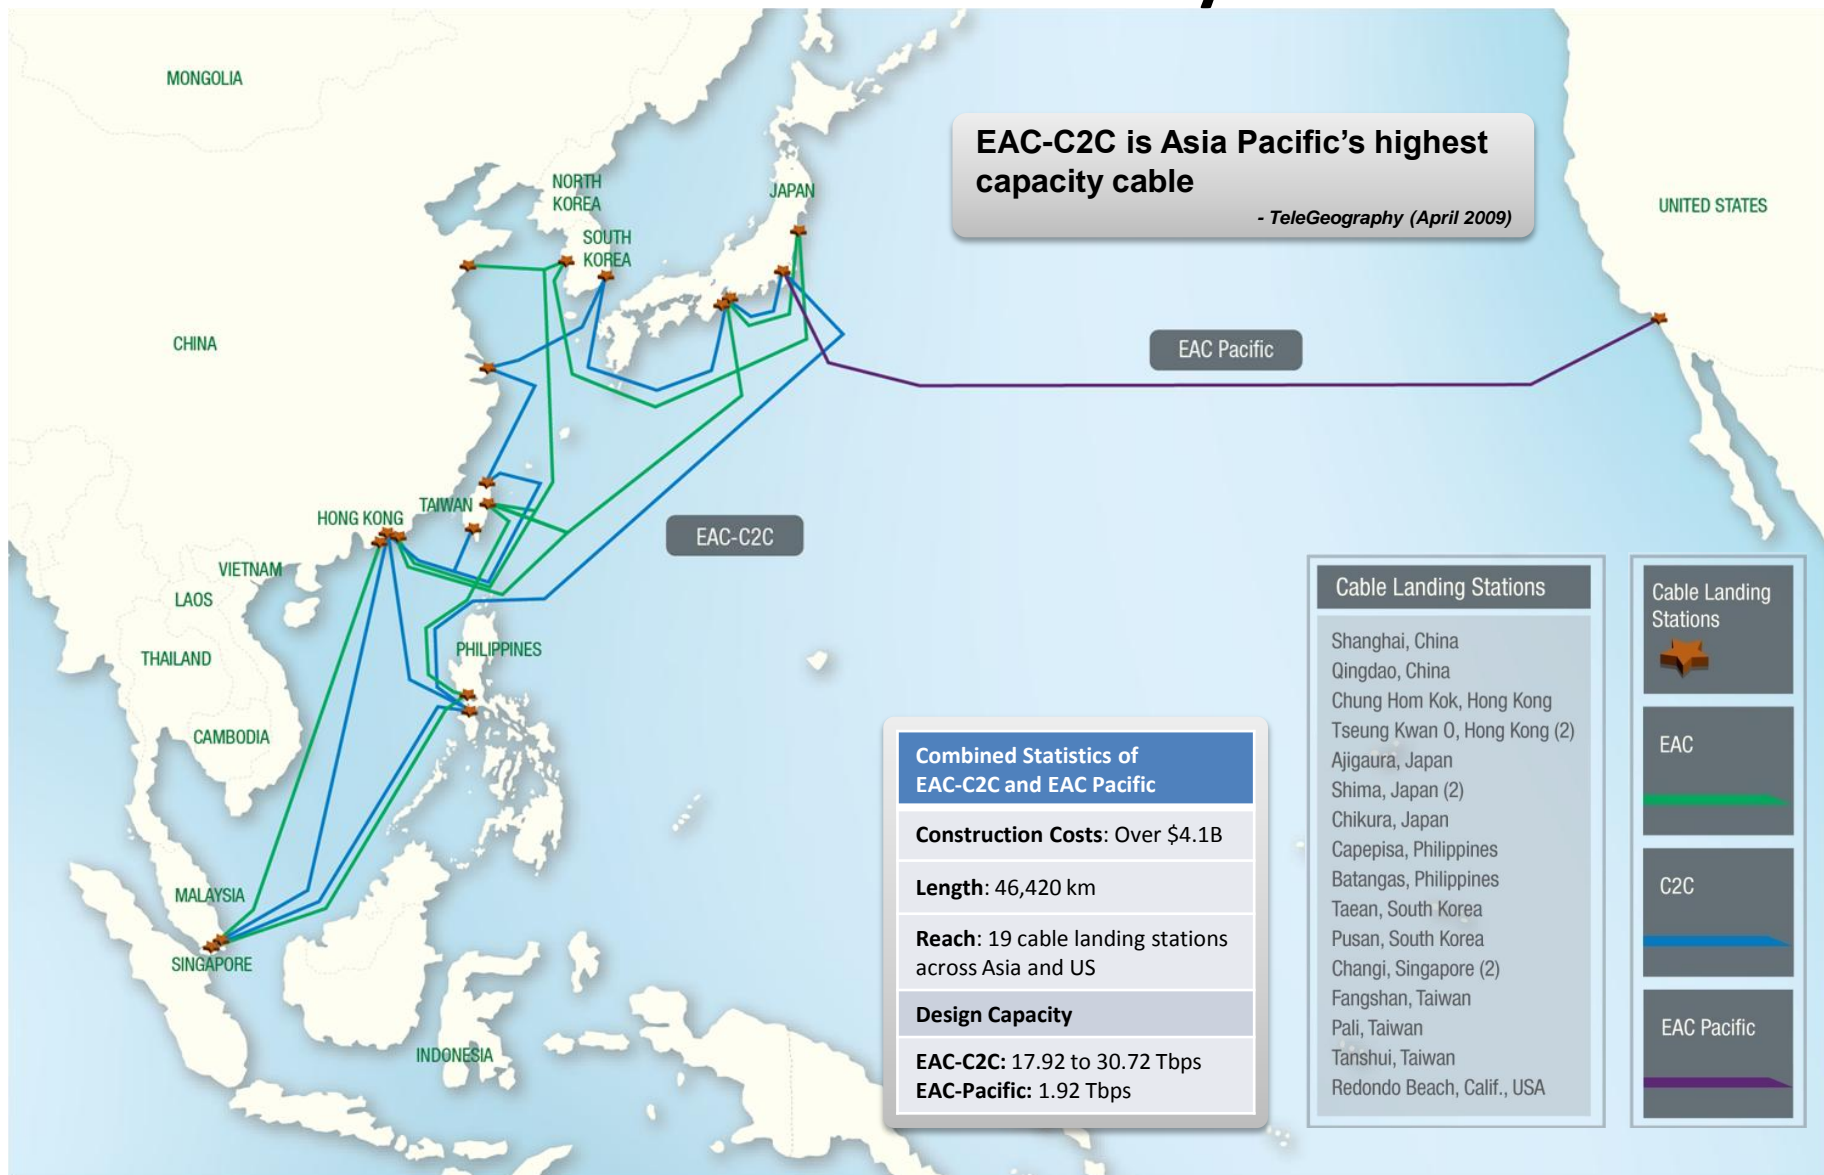 MONGOLIA
EAC-C2C is Asia Pacific’s highest
capacity cable
- TeleGeography (April 2009)
NORTH
KOREA
JAPAN
UNITED STATES
SOUTH
KOREA
CHINA
EAC Pacific
TAIWAN
HONG KONG
EAC-C2C
VIETNAM
LAOS
THAILAND
PHILIPPINES
CAMBODIA
MALAYSIA
SINGAPORE
INDONESIA
Combined Statistics of
EAC-C2C and EAC Pacific
Construction Costs: Over $4.1B
Length: 46,420 km
Reach: 19 cable landing stations
across Asia and US
Design Capacity
EAC-C2C: 17.92 to 30.72 Tbps
EAC-Pacific: 1.92 Tbps
Cable Landing Stations
Shanghai, China
Qingdao, China
Chung Hom Kok, Hong Kong
Tseung Kwan O, Hong Kong (2)
Ajigaura, Japan
Shima, Japan (2)
Chikura, Japan
Capepisa, Philippines
Batangas, Philippines
Taean, South Korea
Pusan, South Korea
Changi, Singapore (2)
Fangshan, Taiwan
Pali, Taiwan
Tanshui, Taiwan
Redondo Beach, Calif., USA
Cable Landing
Stations
EAC
C2C
EAC Pacific